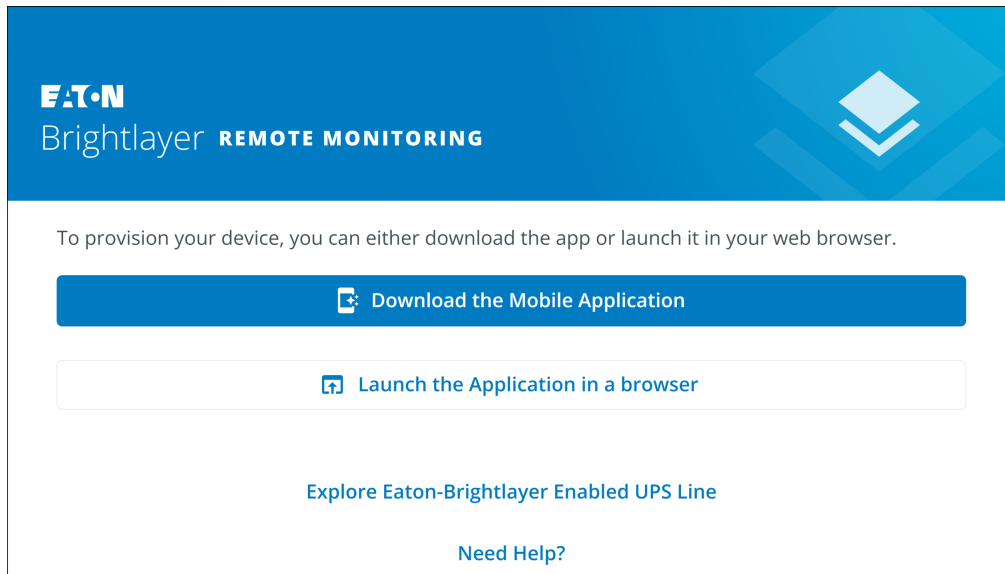 EATON
Brightlayer REMOTE MONITORING
To provision your device, you can either download the app or launch it in your web browser.
Download the Mobile Application
Launch the Application in a browser
Explore Eaton-Brightlayer Enabled UPS Line
Need Help?